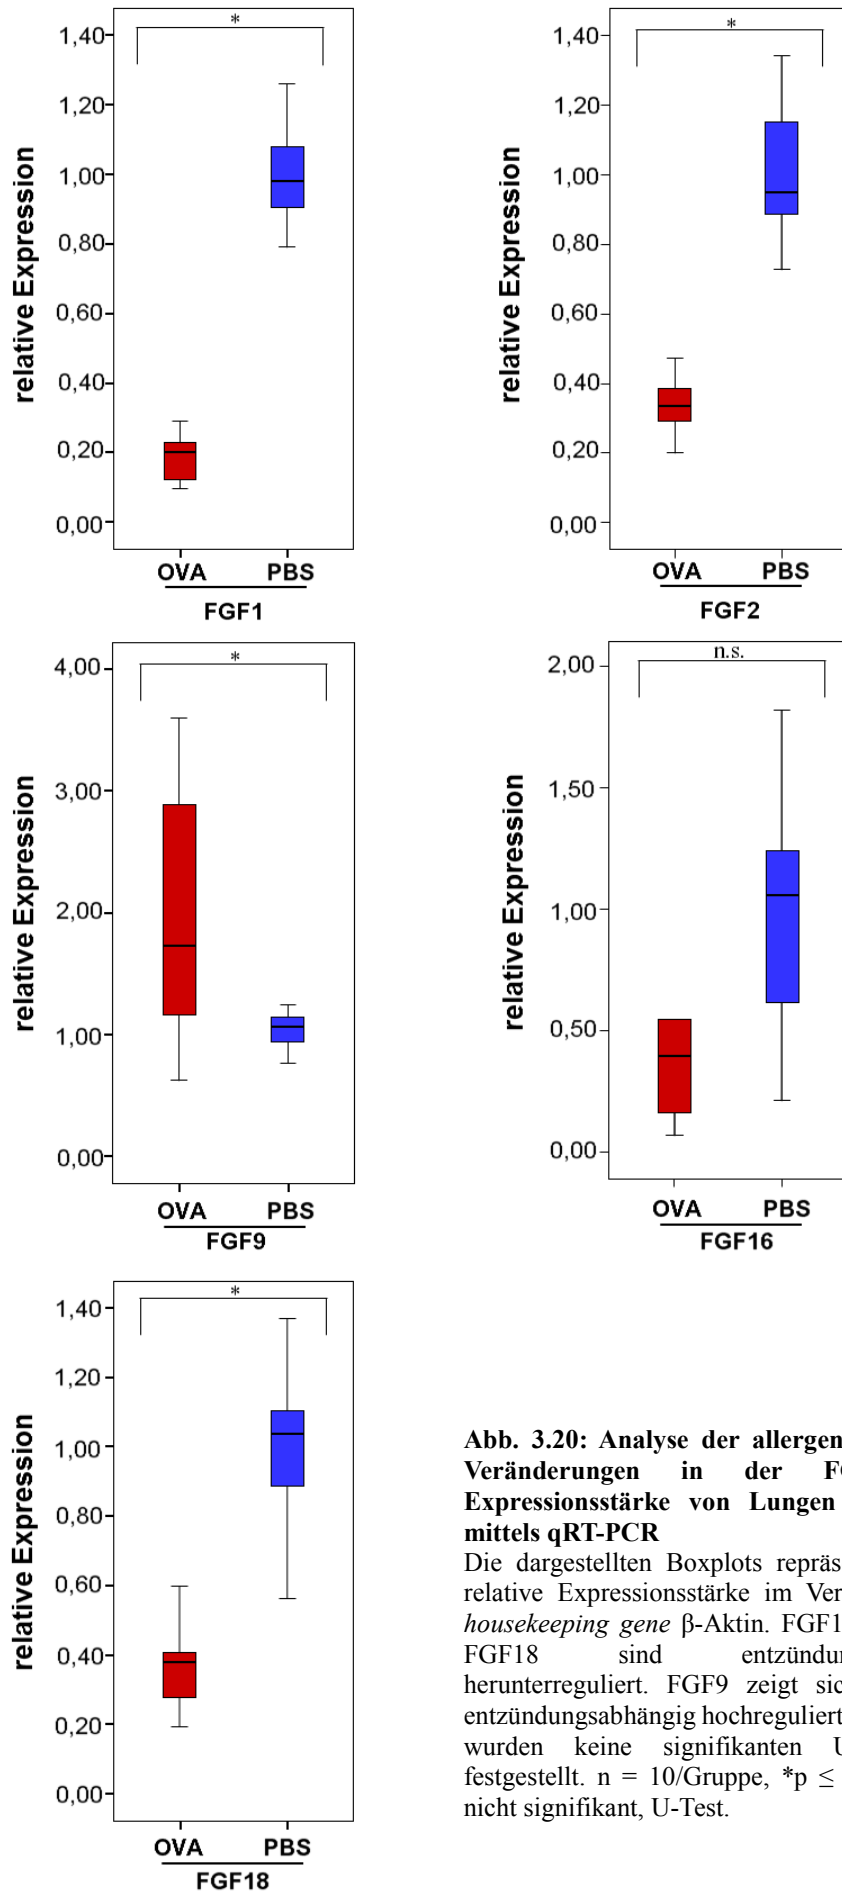 1,40
1,20
1,00
0,80
0,60
0,40
0,20
0,00
relative Expression
*
OVA PBS
FGF1
1,40
1,20
1,00
0,80
0,60
0,40
0,20
0,00
relative Expression
*
OVA PBS
FGF2
4,00
3,00
2,00
1,00
0,00
relative Expression
*
OVA PBS
FGF9
2,00
1,50
1,00
0,50
0,00
relative Expression
n.s.
OVA PBS
FGF16
1,40
1,20
1,00
0,80
0,60
0,40
0,20
0,00
relative Expression
*
OVA PBS
FGF18
Abb. 3.20: Analyse der allergen
Veränderungen in der
Expressionsstärke von Lungen
mittels qRT-PCR
Die dargestellten Boxplots repräs
relative Expressionsstärke im Ver
housekeeping gene β-Aktin. FGF1
FGF18 sind entzündu
herunterreguliert. FGF9 zeigt sic
entzündungsabhängig hochreguliert
wurden keine signifikanten U
festgestellt. n = 10/Gruppe, *p ≤
nicht signifikant, U-Test.